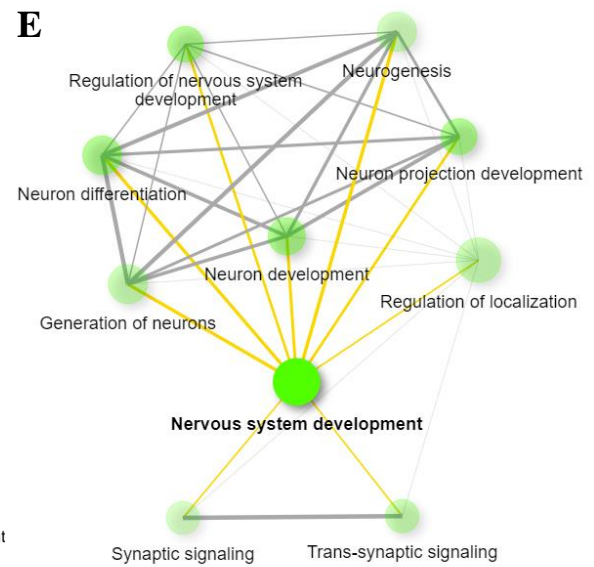 E
Regulation of nervous system
development
Neurogenesis
Neuron projection development
Neuron differentiation
Neuron development
Regulation of localization
Generation of neurons
Nervous system development
t
Synaptic signaling
Trans-synaptic signaling